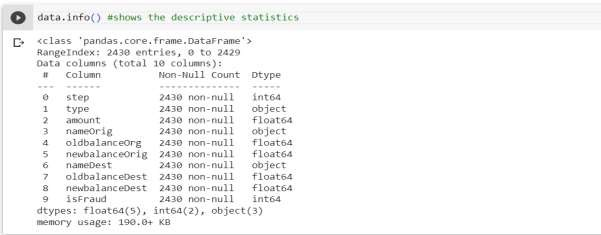 data.info() #shows the descriptive statistics
<class 'pandas.core.frame.DataFrame'>
RangeIndex: 2430 entries, 0 to 2429
Data columns (total 10 columns):
 #   Column          Non-Null Count  Dtype
---  ------          --------------  -----
 0   step            2430 non-null   int64
 1   type            2430 non-null   object
 2   amount          2430 non-null   float64
 3   nameOrig        2430 non-null   object
 4   oldbalanceOrg   2430 non-null   float64
 5   newbalanceOrig  2430 non-null   float64
 6   nameDest        2430 non-null   object
 7   oldbalanceDest  2430 non-null   float64
 8   newbalanceDest  2430 non-null   float64
 9   isFraud         2430 non-null   int64
dtypes: float64(5), int64(2), object(3)
memory usage: 190.0+ KB